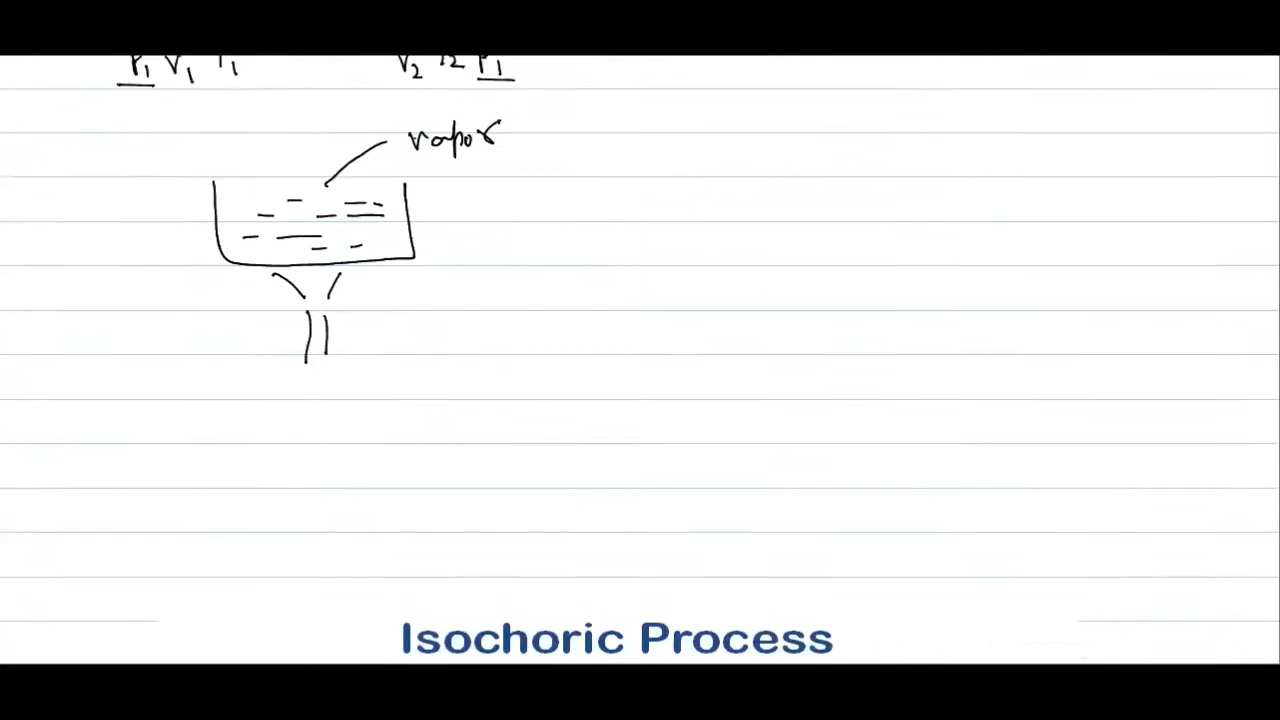 P₁ V₁ T₁ V₂ T₂ P₁
vapor
Isochoric Process